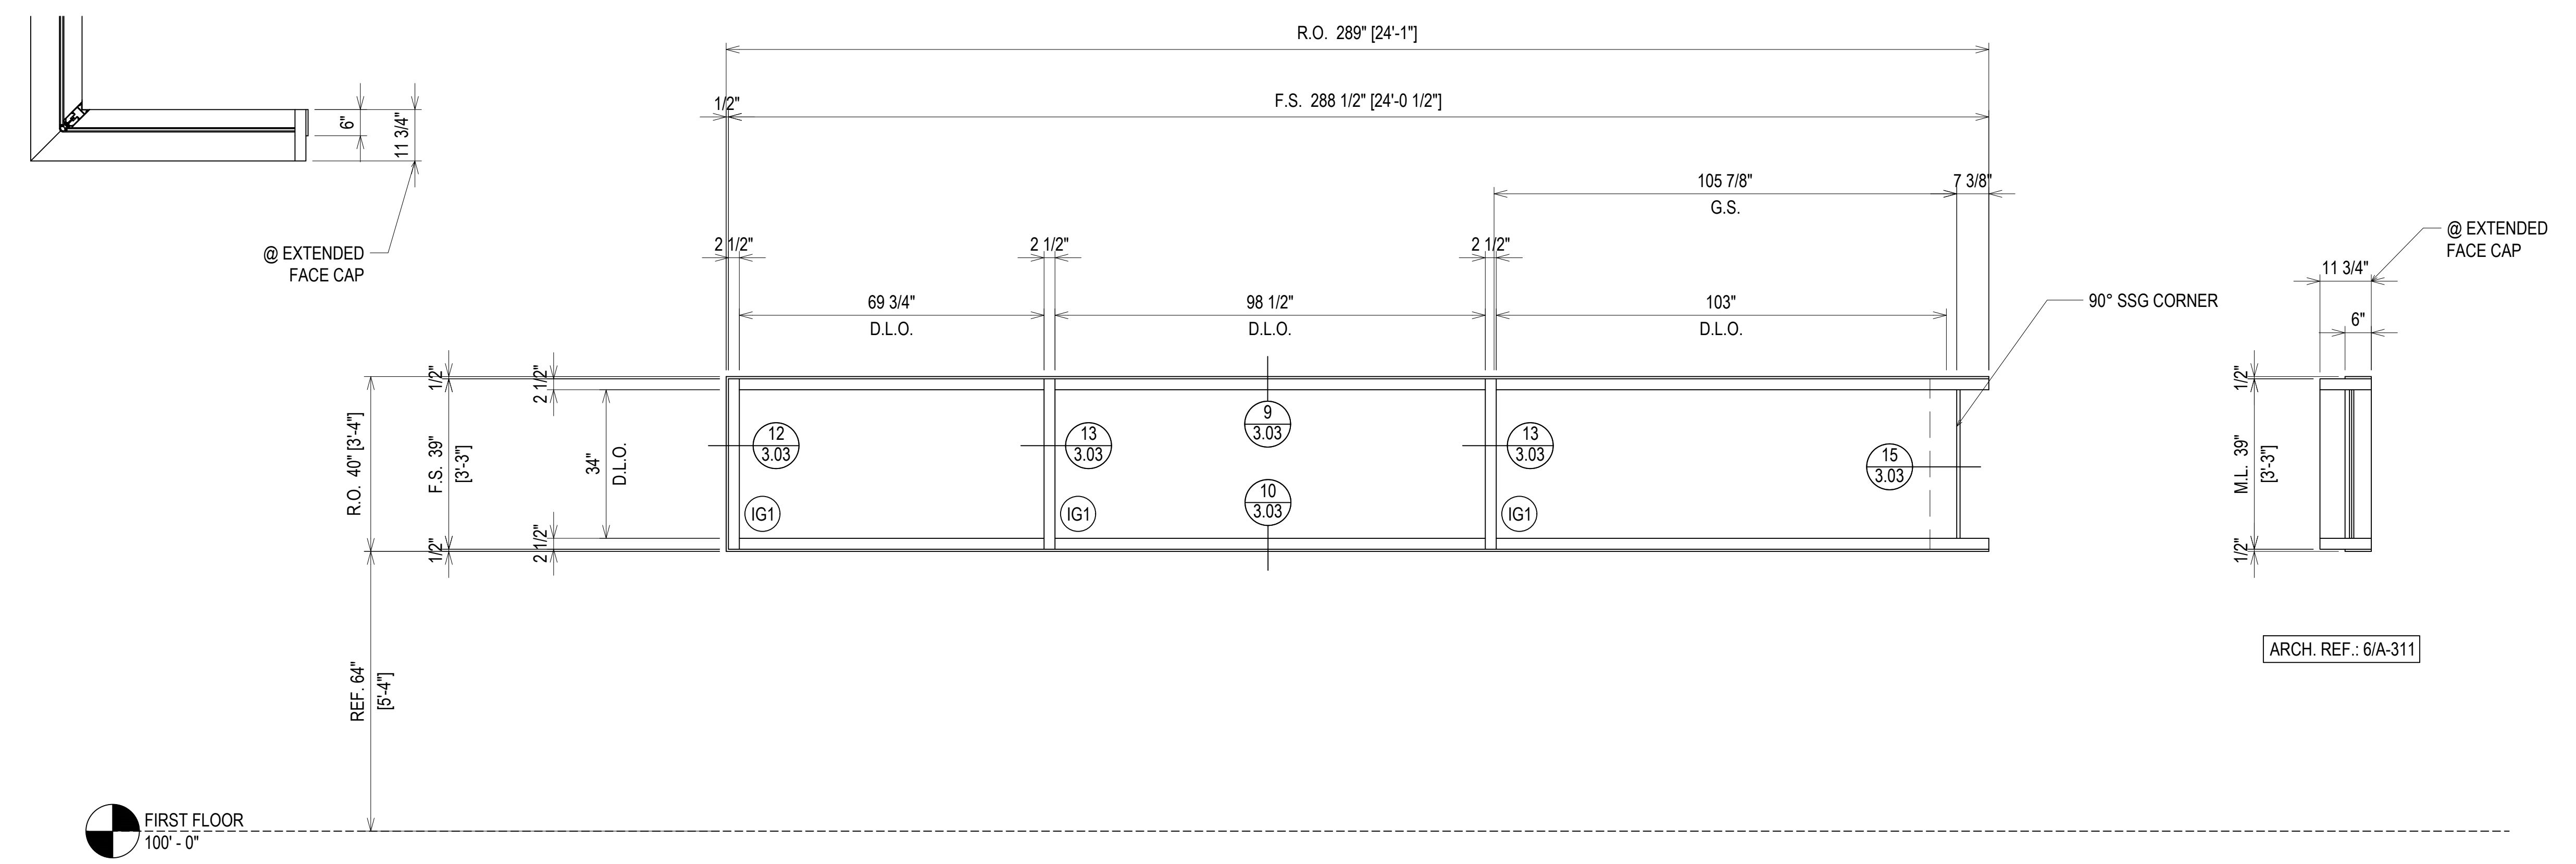 R.O. 289" [24'-1"]
1/2"
F.S. 288 1/2" [24'-0 1/2"]
6"
11 3/4"
105 7/8"
G.S.
7 3/8"
@ EXTENDED
FACE CAP
2 1/2"
2 1/2"
2 1/2"
@ EXTENDED
FACE CAP
11 3/4"
69 3/4"
D.L.O.
98 1/2"
D.L.O.
103"
D.L.O.
90° SSG CORNER
6"
1/2"
2 1/2"
1/2"
R.O. 40" [3'-4"]
F.S. 39"
[3'-3"]
34"
D.L.O.
12
3.03
13
3.03
9
3.03
13
3.03
15
3.03
M.L. 39"
[3'-3"]
IG1
IG1
10
3.03
IG1
1/2"
2 1/2"
1/2"
REF. 64"
[5'-4"]
ARCH. REF.: 6/A-311
FIRST FLOOR
100' - 0"